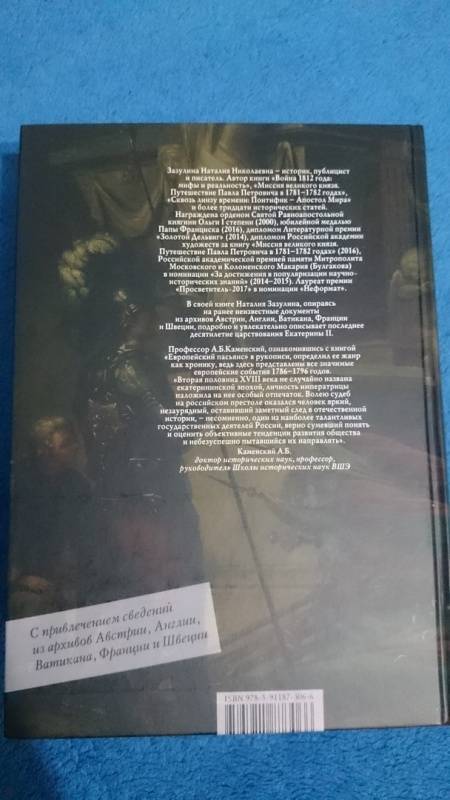 Зазулина Наталия Николаевна – историк, публицист
и писатель. Автор книги «Война 1812 года:
мифы и реальность», «Миссия великого князя.
Путешествие Павла Петровича в 1781–1782 годах»,
«Сквозь линзу времени: Понтифик – Апостол Мира»
и более тридцати исторических статей.
Награждена орденом Святой Равноапостольной
княгини Ольги I степени (2000), юбилейной медалью
Папы Франциска (2016), дипломом Литературной премии
«Золотой Дельвиг» (2014), дипломом Российской академии
художеств за книгу «Миссия великого князя.
Путешествие Павла Петровича в 1781–1782 годах» (2016),
Российской академической премией памяти Митрополита
Московского и Коломенского Макария (Булгакова)
в номинации «За достижения в популяризации научно-
исторических знаний» (2014–2015). Лауреат премии
«Просветитель-2017» в номинации «Неформат».
В своей книге Наталия Зазулина, опираясь
на ранее неизвестные документы
из архивов Австрии, Англии, Ватикана, Франции
и Швеции, подробно и увлекательно описывает последнее
десятилетие царствования Екатерины II.
Профессор А.Б.Каменский, ознакомившись с книгой
«Европейский пасьянс» в рукописи, определил ее жанр
как хронику, ведь здесь представлены все значимые
европейские события 1786–1796 годов.
«Вторая половина XVIII века не случайно названа
екатерининской эпохой, личность императрицы
наложила на нее особый отпечаток. Волею судеб
на российском престоле оказался человек яркий,
незаурядный, оставивший заметный след в отечественной
истории, – несомненно, один из наиболее талантливых
государственных деятелей России, верно сумевший понять
и оценить объективные тенденции развития общества
и небезуспешно пытавшийся их направлять».
Каменский А.Б.
доктор исторических наук, профессор,
руководитель Школы исторических наук ВШЭ
С привлечением сведений
из архивов Австрии, Англии,
Ватикана, Франции и Швеции
ISBN 978-5-91187-306-6